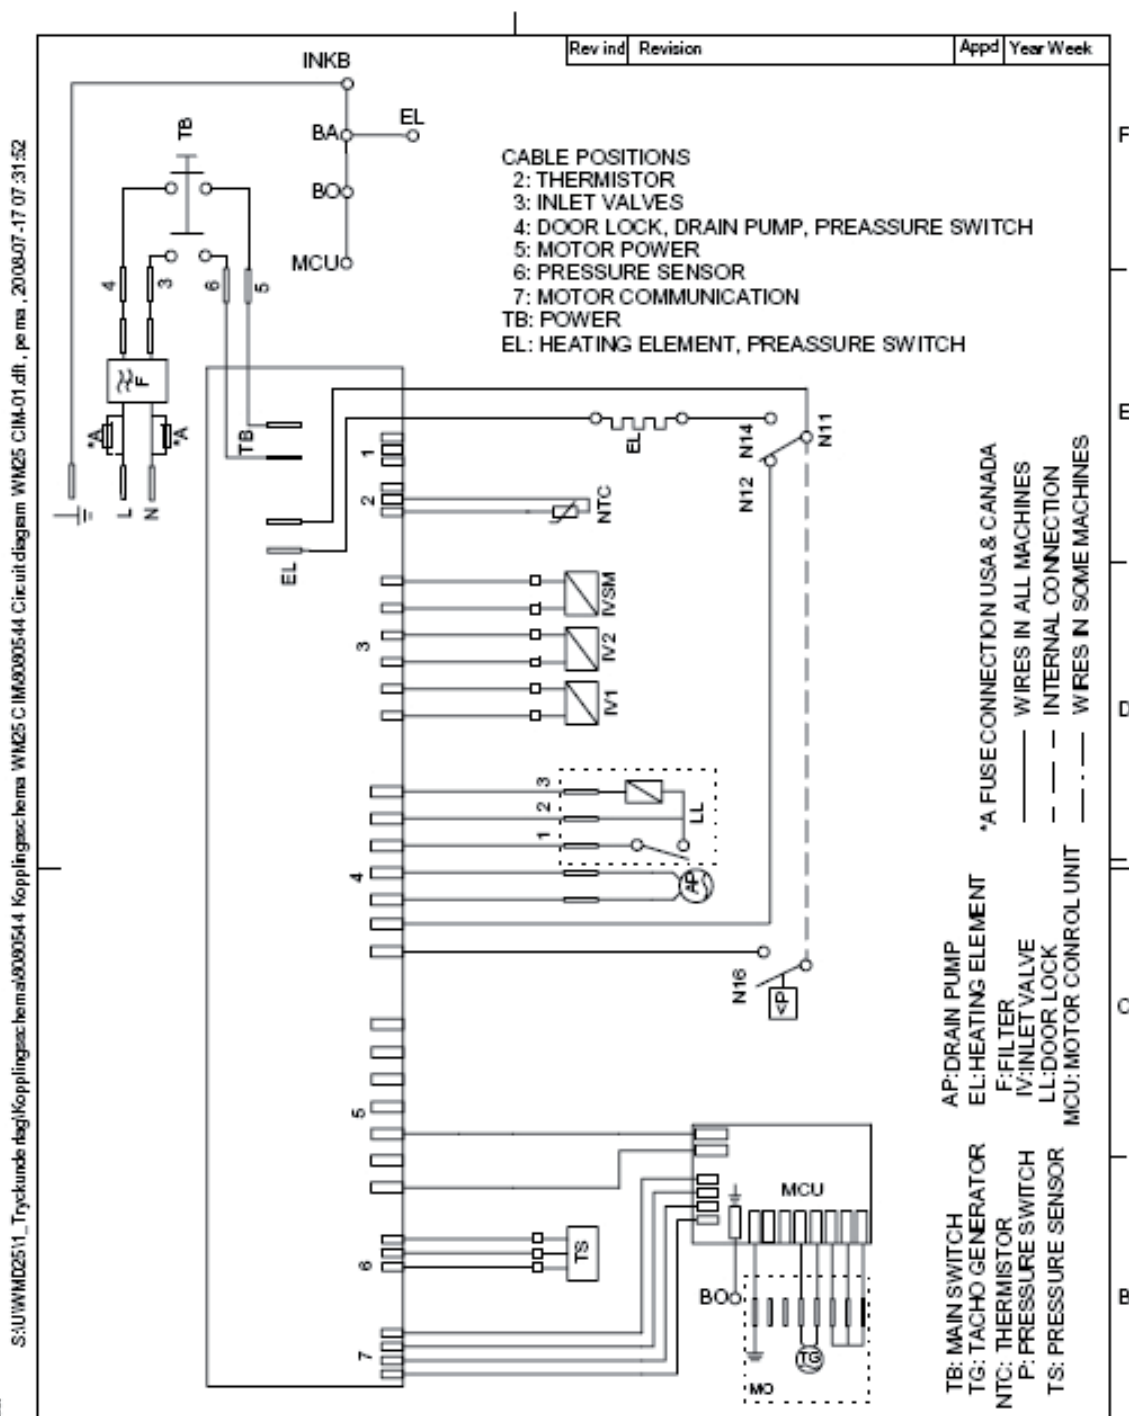 Rev ind Revision Appd Year Week
INKB
BA
EL
BO
MCU
TB
CABLE POSITIONS
2: THERMISTOR
3: INLET VALVES
4: DOOR LOCK, DRAIN PUMP, PREASSURE SWITCH
5: MOTOR POWER
6: PRESSURE SENSOR
7: MOTOR COMMUNICATION
TB: POWER
EL: HEATING ELEMENT, PREASSURE SWITCH
F
E
D
C
B
4
3
6
5
F
*A
*A
L
N
TB
EL
1
2
3
4
5
6
7
EL
N14
N11
N12
NTC
IVSM
IV2
IV1
3
2
1
LL
AP
N16
<P
TS
MCU
BO
TG
MO
*A FUSE CONNECTION USA & CANADA
WIRES IN ALL MACHINES
INTERNAL CONNECTION
WIRES IN SOME MACHINES
AP:DRAIN PUMP
EL:HEATING ELEMENT
F:FILTER
IV:INLET VALVE
LL:DOOR LOCK
MCU: MOTOR CONROL UNIT
TB: MAIN SWITCH
TG: TACHO GENERATOR
NTC: THERMISTOR
P: PRESSURE SWITCH
TS: PRESSURE SENSOR